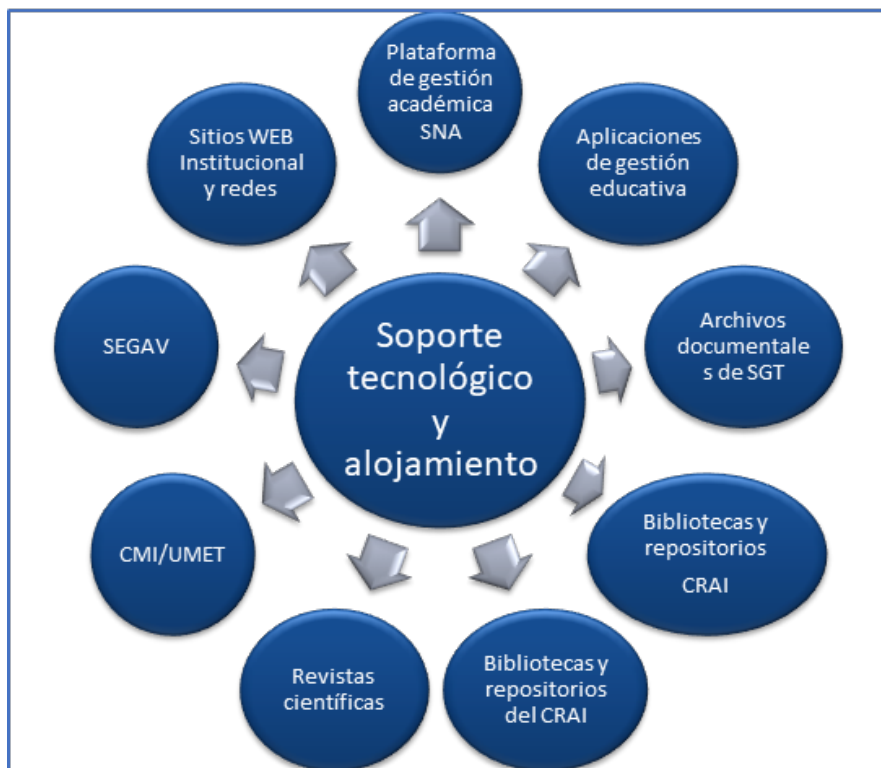 Plataforma
de gestión
académica
SNA
Aplicaciones
de gestión
educativa
Archivos
documentale
s de SGT
Bibliotecas y
repositorios
CRAI
Bibliotecas y
repositorios
del CRAI
Revistas
científicas
CMI/UMET
SEGAV
Sitios WEB
Institucional
y redes
Soporte
tecnológico
y
alojamiento